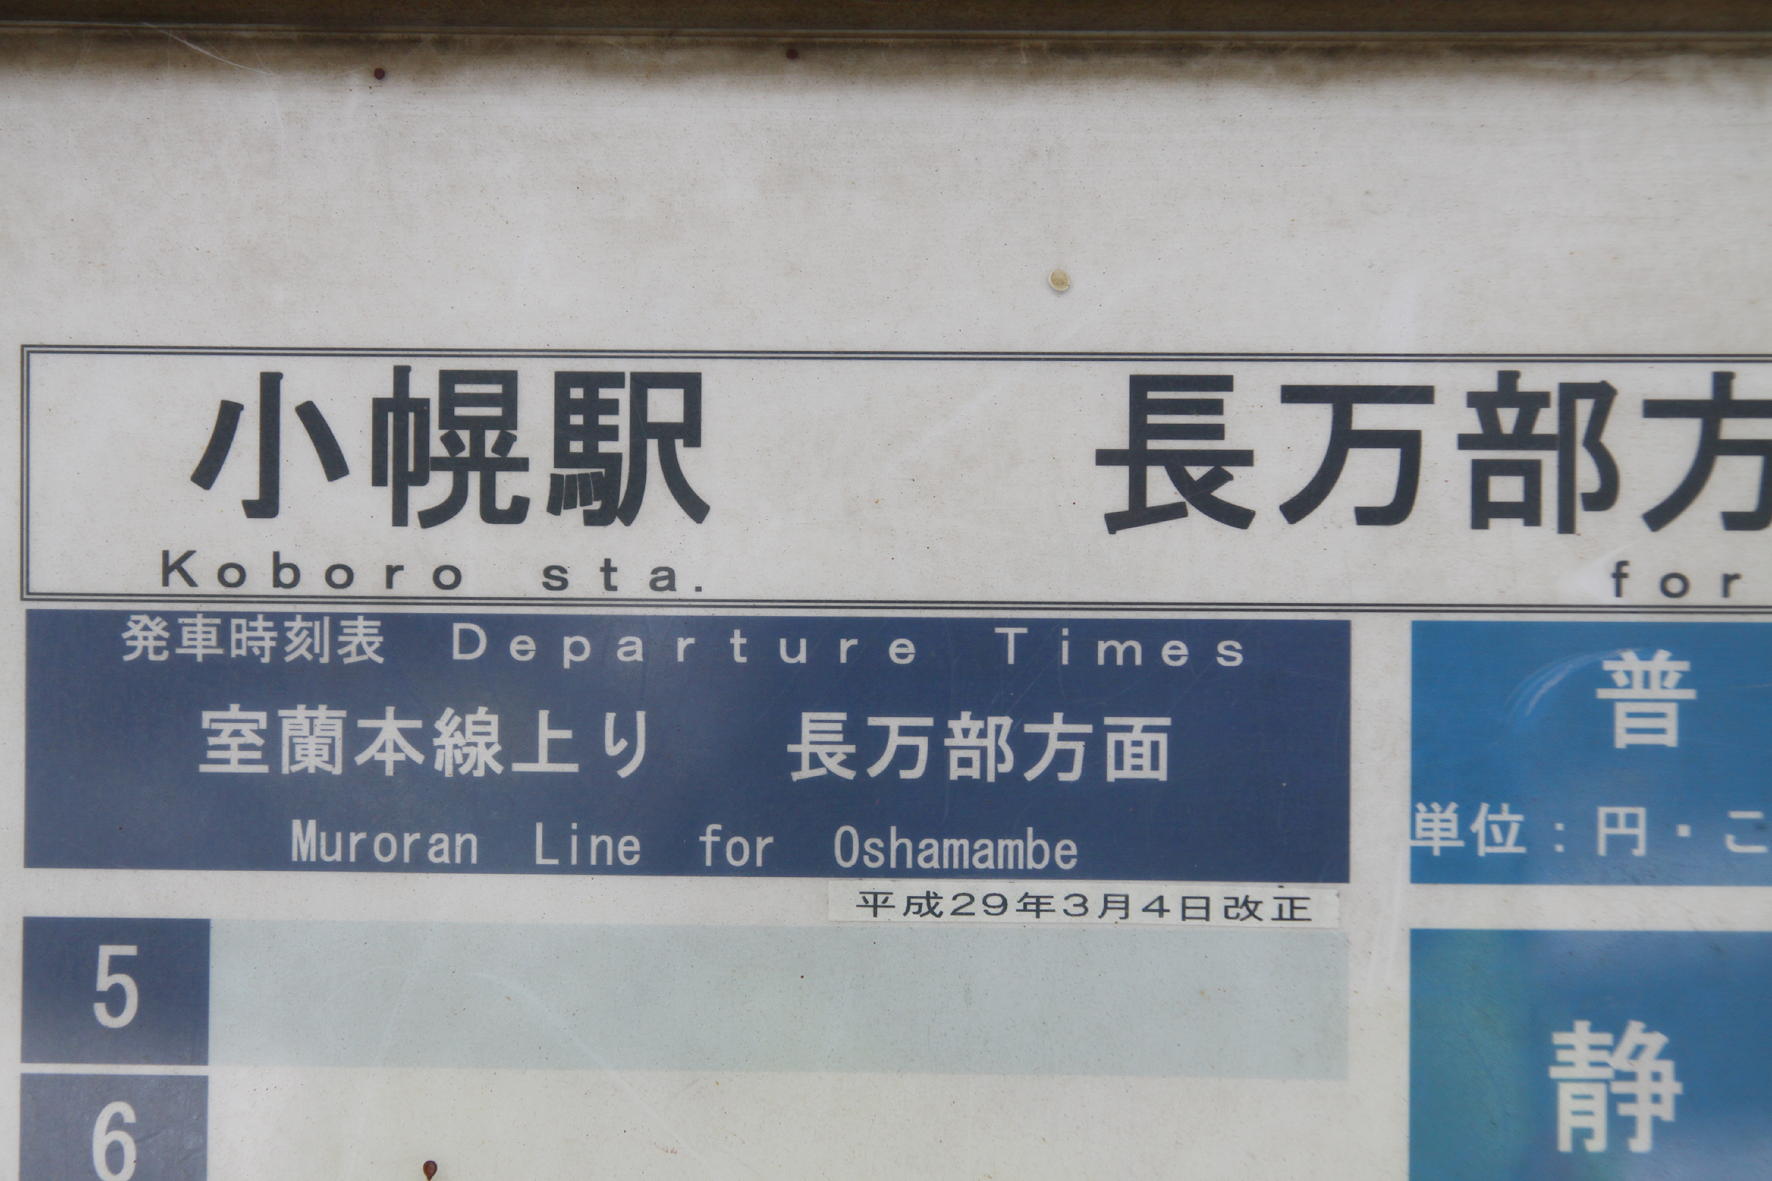 小幌駅 長万部方
Koboro sta. for
発車時刻表 Departure Times
室蘭本線上り 長万部方面
Muroran Line for Oshamambe
平成29年3月4日改正
5
6
普
単位：円・こ
静